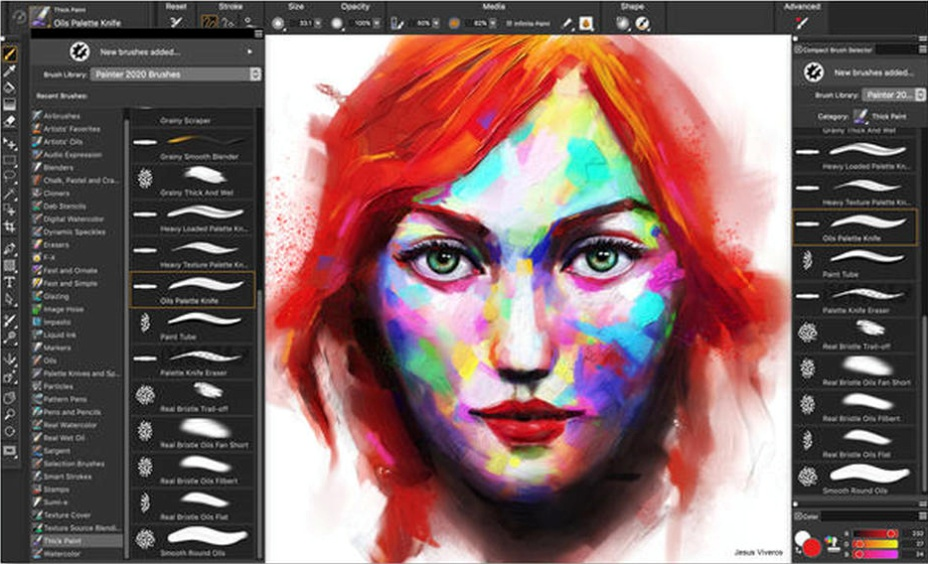 Thick Paint
Oils Palette Knife
Reset
Stroke
Size
Opacity
Media
Shape
Advanced
33.1
100%
50%
82%
Infinite Paint
New brushes added...
Brush Library: Painter 2020 Brushes
Recent Brushes:
Airbrushes
Artists' Favorites
Artists' Oils
Audio Expression
Blenders
Chalk, Pastel and Cra...
Cloners
Dab Stencils
Digital Watercolor
Dynamic Speckles
Erasers
F-X
Fast and Ornate
Fast and Simple
Glazing
Image Hose
Impasto
Liquid Ink
Markers
Oils
Palette Knives and Sp...
Particles
Pattern Pens
Pens and Pencils
Real Watercolor
Real Wet Oil
Sargent
Selection Brushes
Smart Strokes
Stamps
Sumi-e
Texture Cover
Texture Source Blendi...
Thick Paint
Watercolor
Grainy Scraper
Grainy Smooth Blender
Grainy Thick And Wet
Heavy Loaded Palette Kn...
Heavy Texture Palette Kn...
Oils Palette Knife
Paint Tube
Palette Knife Eraser
Real Bristle Trail-off
Real Bristle Oils Fan Short
Real Bristle Oils Filbert
Real Bristle Oils Flat
Smooth Round Oils
Jesus Viveros
Compact Brush Selector
New brushes added...
Brush Library: Painter 20...
Category: Thick Paint
Grainy Thick And Wet
Heavy Loaded Palette Kn...
Heavy Texture Palette Kn...
Oils Palette Knife
Paint Tube
Palette Knife Eraser
Real Bristle Trail-off
Real Bristle Oils Fan Short
Real Bristle Oils Filbert
Real Bristle Oils Flat
Smooth Round Oils
Color
232
27
24